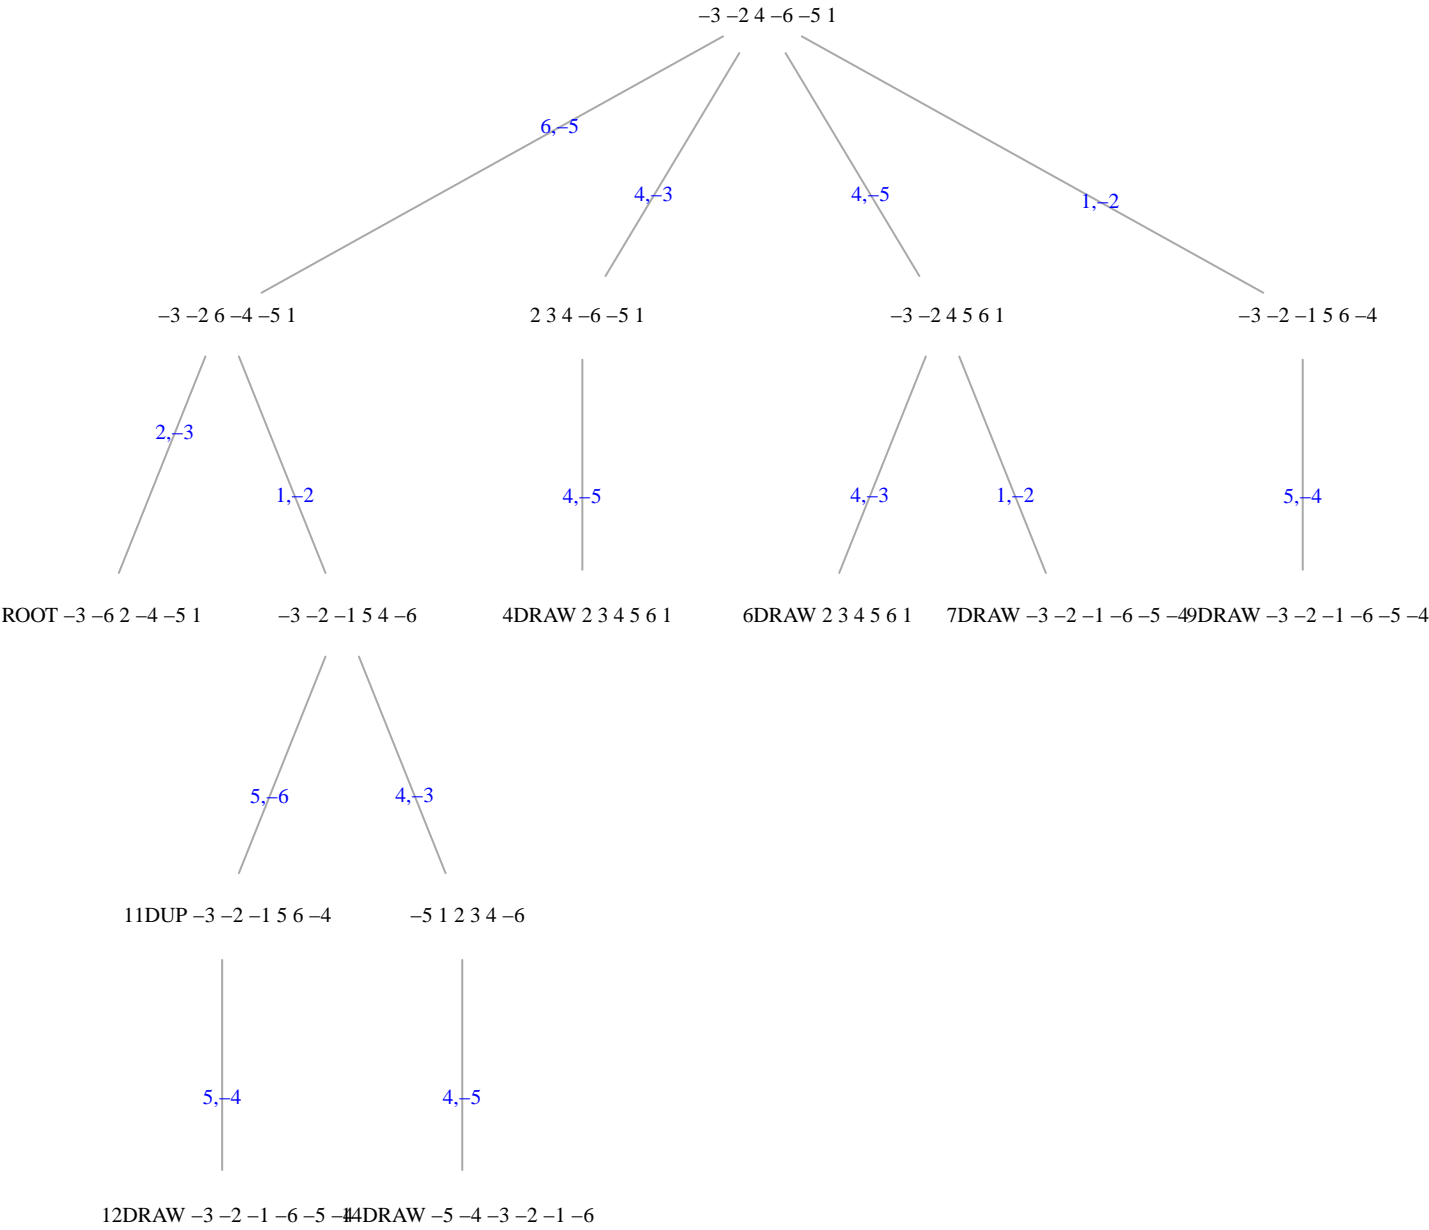 –3 –2 4 –6 –5 1
6,–5
4,–3
4,–5
1,–2
–3 –2 6 –4 –5 1
2 3 4 –6 –5 1
–3 –2 4 5 6 1
–3 –2 –1 5 6 –4
2,–3
1,–2
4,–5
4,–3
1,–2
5,–4
ROOT –3 –6 2 –4 –5 1
–3 –2 –1 5 4 –6
4DRAW 2 3 4 5 6 1
6DRAW 2 3 4 5 6 1
7DRAW –3 –2 –1 –6 –5 –4
9DRAW –3 –2 –1 –6 –5 –4
5,–6
4,–3
11DUP –3 –2 –1 5 6 –4
–5 1 2 3 4 –6
5,–4
4,–5
12DRAW –3 –2 –1 –6 –5 –4
14DRAW –5 –4 –3 –2 –1 –6